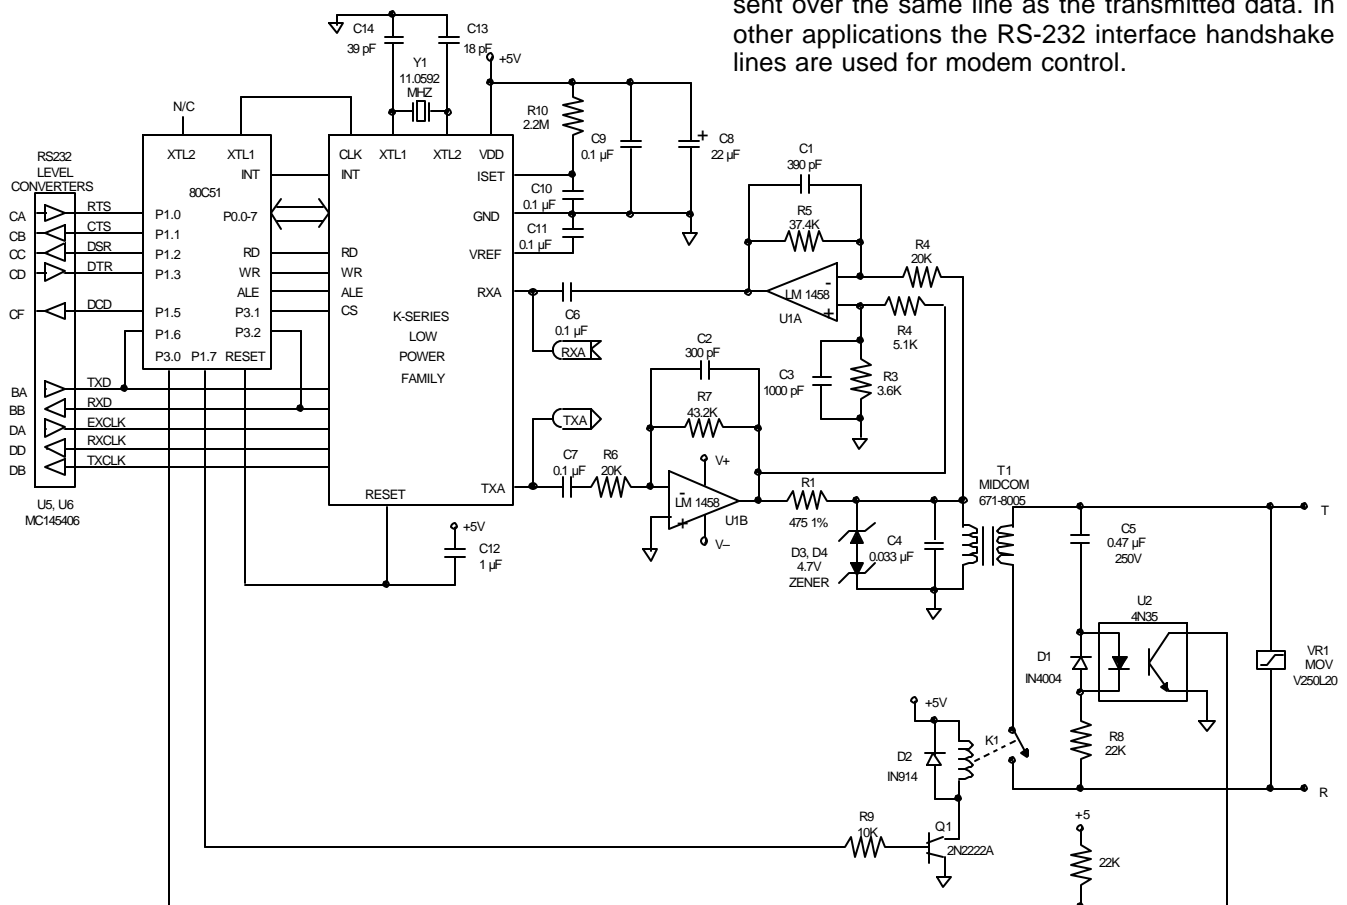 sent over the same line as the transmitted data. In
other applications the RS-232 interface handshake
lines are used for modem control.
C14
39 pF
C13
18 pF
Y1
11.0592
MHZ
+5V
N/C
R10
2.2M
C9
0.1 µF
+
C8
22 µF
C1
390 pF
XTL2
XTL1
INT
80C51
CLK
XTL1
XTL2
VDD
INT
ISET
RS232
LEVEL
CONVERTERS
C10
0.1 µF
R5
37.4K
CA
RTS
P1.0
P0.0-7
GND
CB
CTS
P1.1
C11
0.1 µF
R4
20K
CC
DSR
P1.2
RD
RD
VREF
CD
DTR
P1.3
WR
WR
-
LM 1458
+
U1A
ALE
ALE
RXA
CF
DCD
P1.5
P3.1
CS
K-SERIES
LOW
POWER
FAMILY
C6
0.1 µF
R4
5.1K
P1.6
P3.2
P3.0
P1.7
RESET
RXA
C2
300 pF
C3
1000 pF
R3
3.6K
BA
TXD
BB
RXD
R7
43.2K
DA
EXCLK
TXA
DD
RXCLK
DB
TXCLK
C7
0.1 µF
R6
20K
V+
T1
MIDCOM
671-8005
RESET
TXA
-
LM 1458
+
U1B
V–
R1
475 1%
U5, U6
MC145406
T
+5V
C12
1 µF
D3, D4
4.7V
ZENER
C4
0.033 µF
C5
0.47 µF
250V
U2
4N35
D1
IN4004
VR1
MOV
V250L20
+5V
K1
D2
IN914
R8
22K
R
R9
10K
Q1
2N2222A
+5
22K